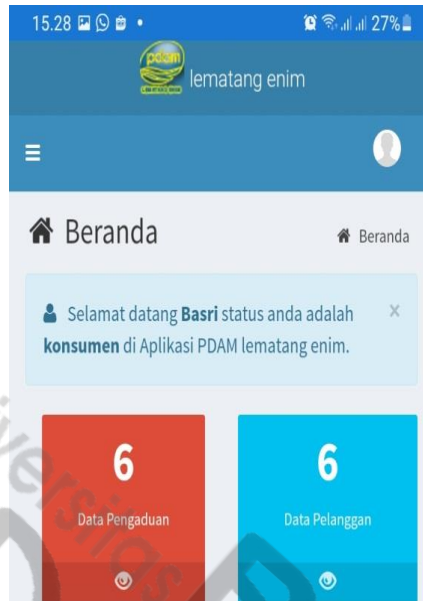 15.28 27%
pdam
lematang enim
Beranda
Beranda
Selamat datang Basri status anda adalah ×
konsumen di Aplikasi PDAM lematang enim.
6 6
Data Pengaduan Data Pelanggan